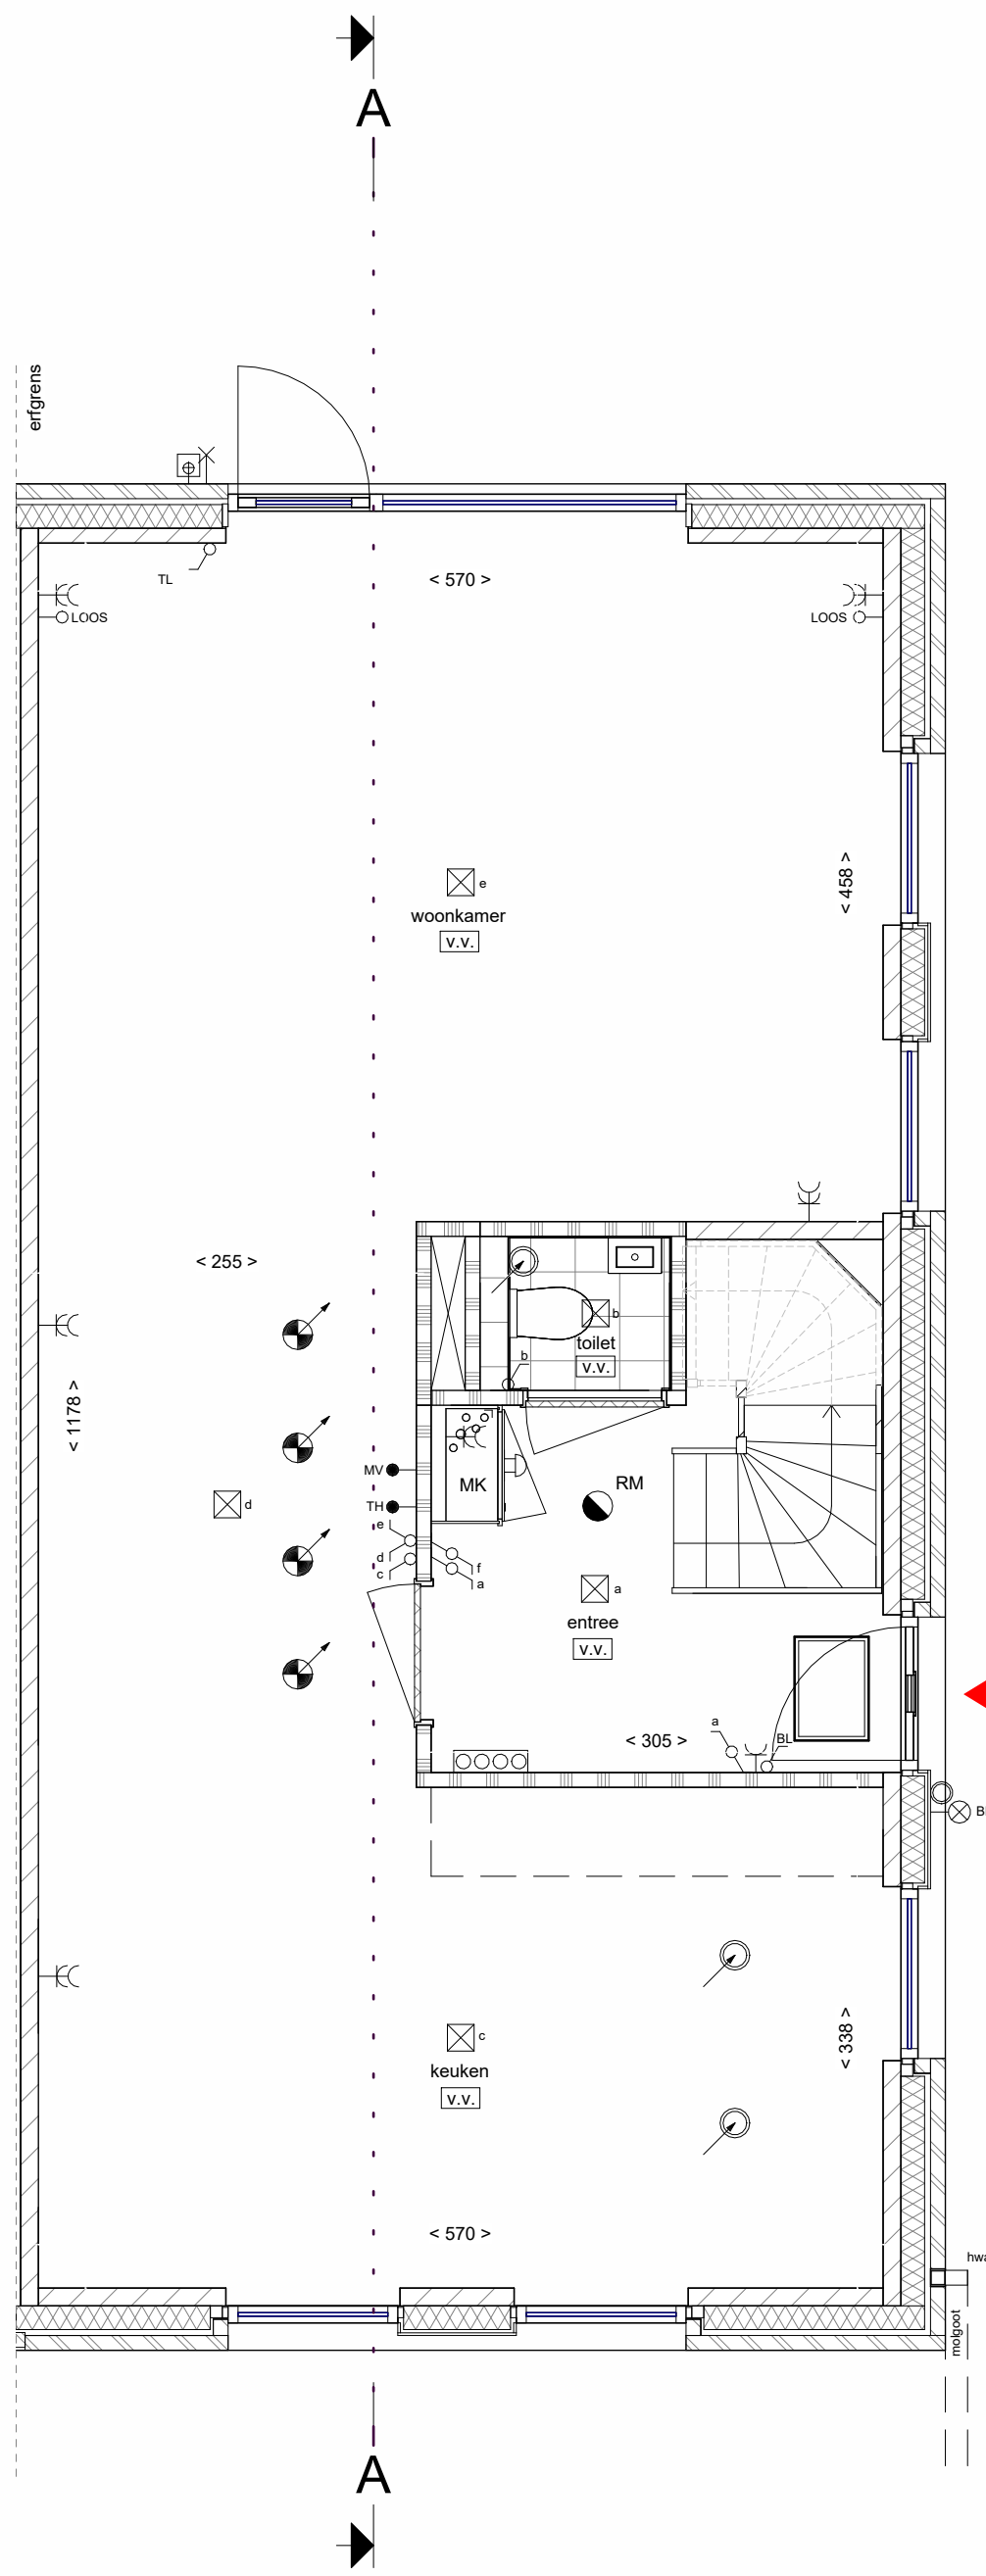 A
erfgrens
TL
< 570 >
LOOS
LOOS
< 458 >
e
woonkamer
v.v.
< 255 >
b
toilet
v.v.
b
< 1178 >
MV
MK
RM
TH
d
e
d
c
f
a
a
entree
v.v.
< 305 >
a
BL
< 338 >
c
keuken
v.v.
< 570 >
molgoot
A